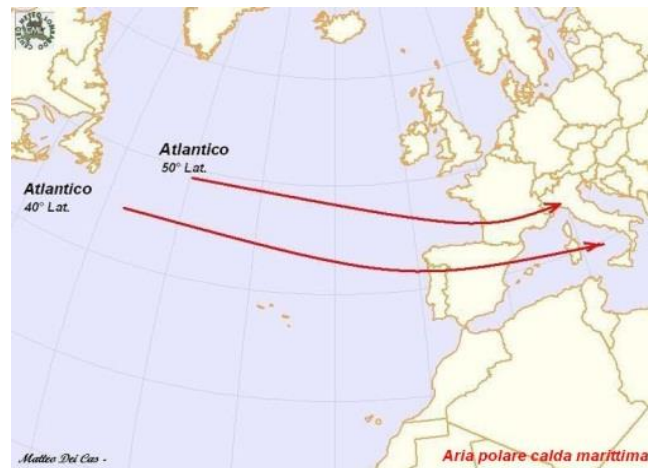 Atlantico
50° Lat.
Atlantico
40° Lat.
Matteo Dei Cas -
Aria polare calda marittima